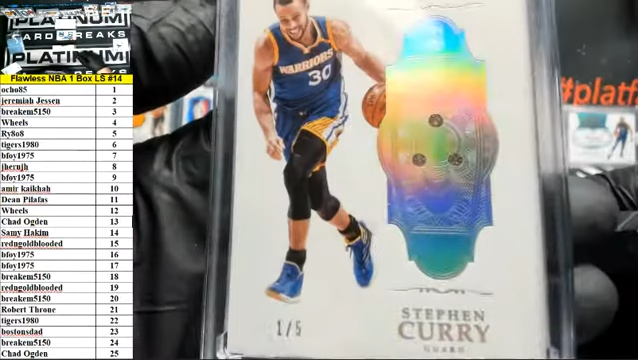 PLATINUM
CARD BREAKS
PLATINUM
Flawless NBA 1 Box LS #14
ocho85 1
jeremiah Jessen 2
breakem5150 3
Wheels 4
Ry8o8 5
tigers1980 6
bfoy1975 7
jhernjh 8
bfoy1975 9
amir kaikhah 10
Dean Pilafas 11
Wheels 12
Chad Ogden 13
Samy Hakim 14
redngoldblooded 15
bfoy1975 16
bfoy1975 17
breakem5150 18
redngoldblooded 19
breakem5150 20
Robert Throne 21
tigers1980 22
bostonsdad 23
breakem5150 24
Chad Ogden 25
WARRIORS
30
#platf
1/5
STEPHEN
CURRY
GUARD